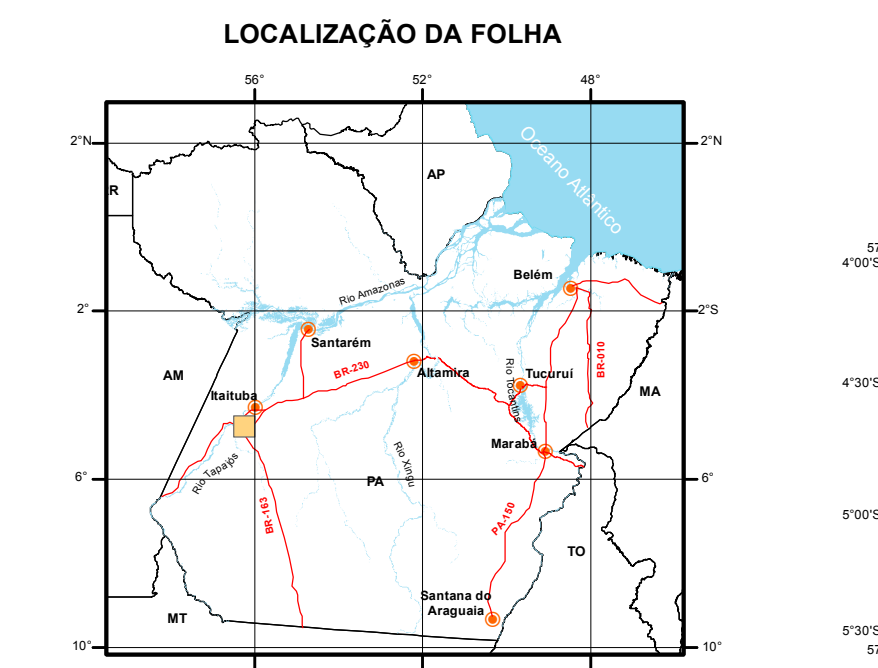 LOCALIZAÇÃO DA FOLHA
56°
52°
48°
2°N
2°N
Oceano Atlântico
AP
R
57
4°00'S
Belém
Rio Amazonas
2°
2°S
Santarém
BR-230
Altamira
Tucuruí
BR-010
AM
4°30'S
MA
Itaituba
Rio Tocantins
Marabá
Rio Tapajós
Rio Xingu
6°
6°
PA
BR-163
PA-150
5°00'S
TO
Santana do
Araguaia
MT
5°30'S
10°
10°
57